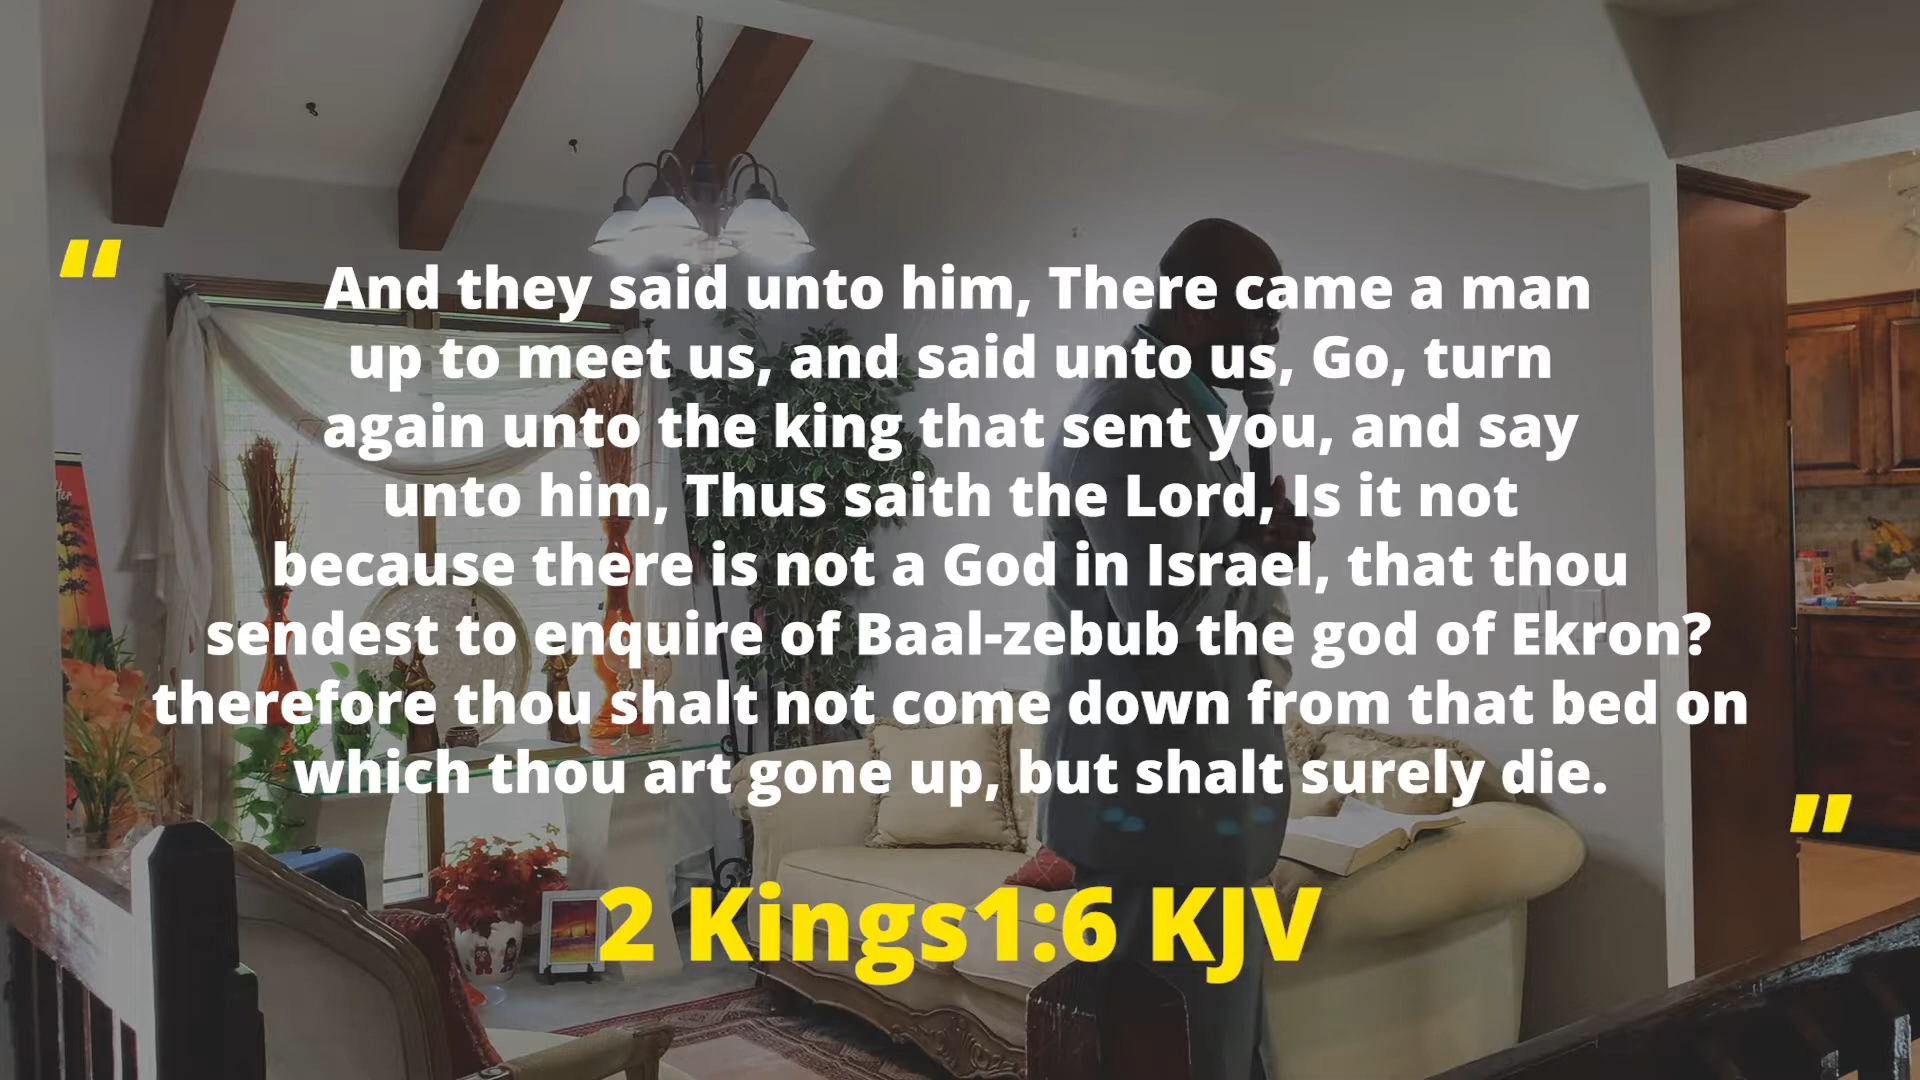 “
And they said unto him, There came a man
up to meet us, and said unto us, Go, turn
again unto the king that sent you, and say
unto him, Thus saith the Lord, Is it not
because there is not a God in Israel, that thou
sendest to enquire of Baal-zebub the god of Ekron?
therefore thou shalt not come down from that bed on
which thou art gone up, but shalt surely die.
”
2 Kings1:6 KJV